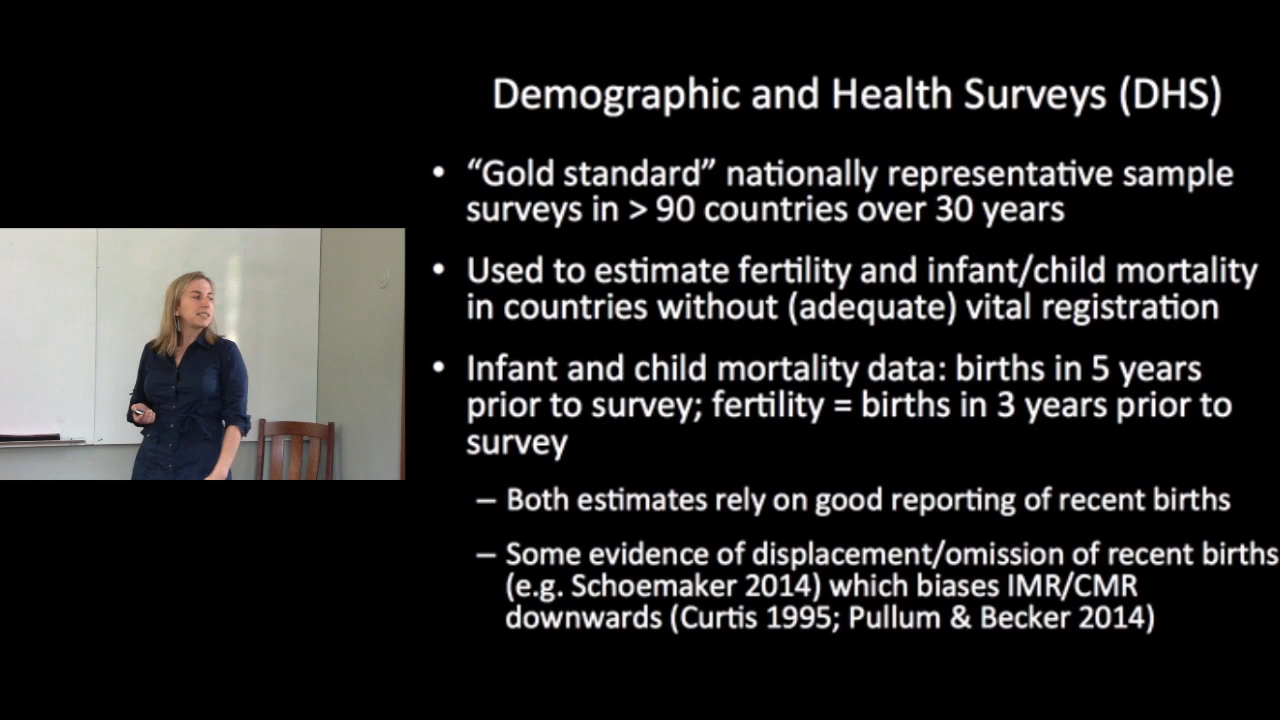 Demographic and Health Surveys (DHS)
• “Gold standard” nationally representative sample
surveys in > 90 countries over 30 years
• Used to estimate fertility and infant/child mortality
in countries without (adequate) vital registration
• Infant and child mortality data: births in 5 years
prior to survey; fertility = births in 3 years prior to
survey
– Both estimates rely on good reporting of recent births
– Some evidence of displacement/omission of recent births
(e.g. Schoemaker 2014) which biases IMR/CMR
downwards (Curtis 1995; Pullum & Becker 2014)